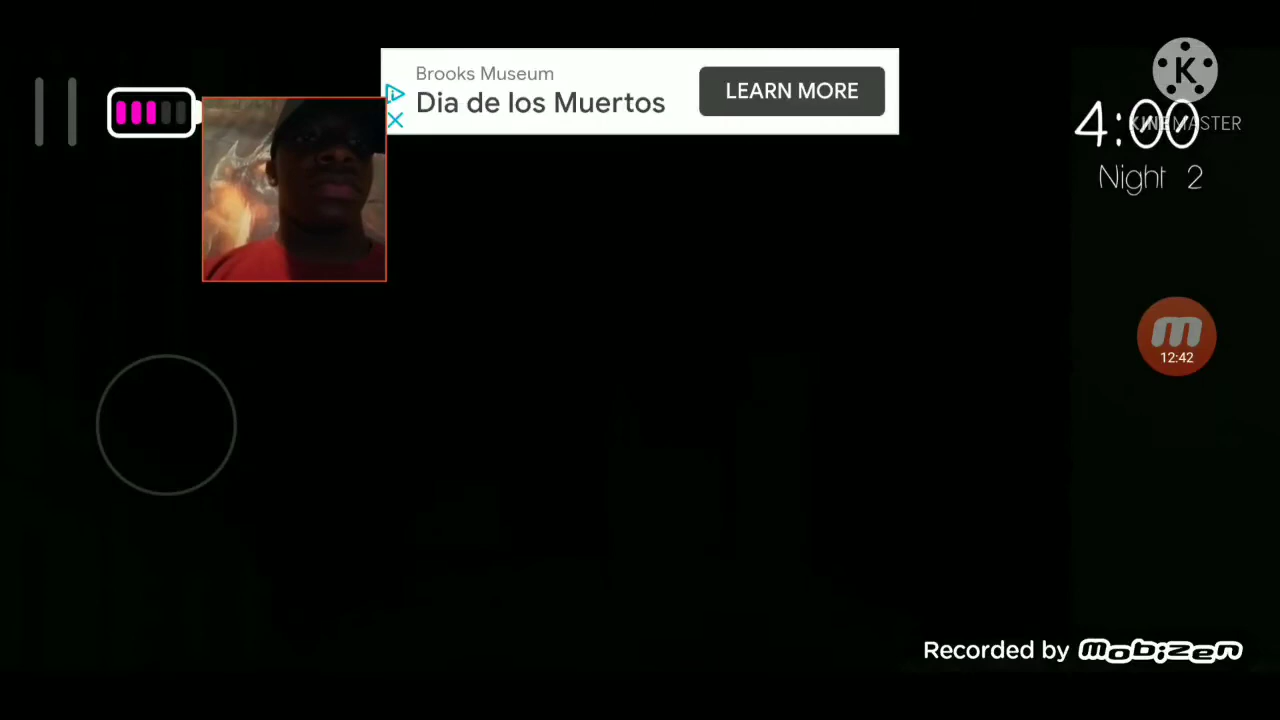 Brooks Museum
Dia de los Muertos
LEARN MORE
K
KINEMASTER
4:00
Night 2
m
12:42
Recorded by mobizen